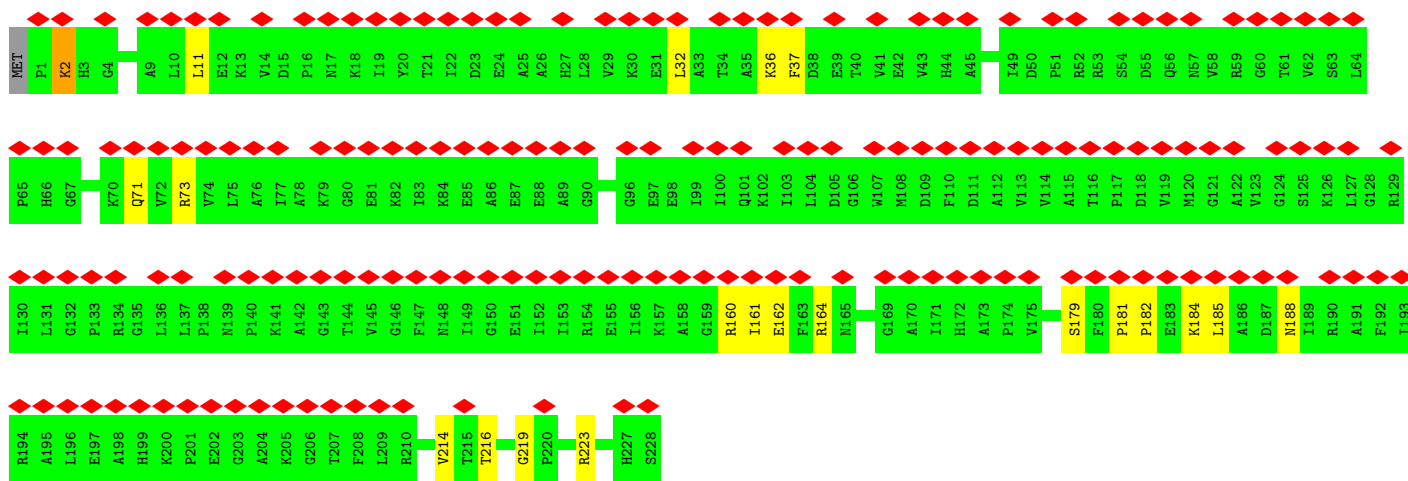 MET P1 K2 H3 G4 A9 L10 L11 E12 K13 V14 D15 P16 N17 K18 I19 Y20 T21 I22 D23 E24 A25 A26 H27 L28 V29 K30 E31 L32 A33 T34 A35 K36 F37 D38 E39 T40 V41 E42 V43 H44 A45 I49 D50 P51 R52 R53 S54 D55 Q56 N57 V58 R59 G60 T61 V62 S63 L64
P65 H66 G67 K70 Q71 V72 R73 V74 L75 A76 I77 A78 K79 G80 E81 K82 I83 K84 E85 A86 E87 E88 A89 G90 G96 E97 E98 I99 I100 Q101 K102 I103 L104 D105 G106 W107 M108 D109 F110 D111 A112 V113 V114 A115 T116 P117 D118 V119 M120 G121 A122 V123 G124 S125 K126 L127 G128 R129
I130 L131 G132 P133 R134 G135 L136 L137 P138 N139 P140 K141 A142 G143 T144 V145 G146 F147 N148 I149 G150 E151 I152 I153 R154 E155 I156 K157 A158 G159 R160 I161 E162 F163 R164 N165 G169 A170 I171 H172 A173 P174 V175 S179 F180 P181 P182 E183 K184 L185 A186 D187 N188 I189 R190 A191 F192 I193
R194 A195 L196 E197 A198 H199 K200 P201 E202 G203 A204 K205 G206 T207 F208 L209 R210 V214 T215 T216 G219 P220 R223 H227 S228